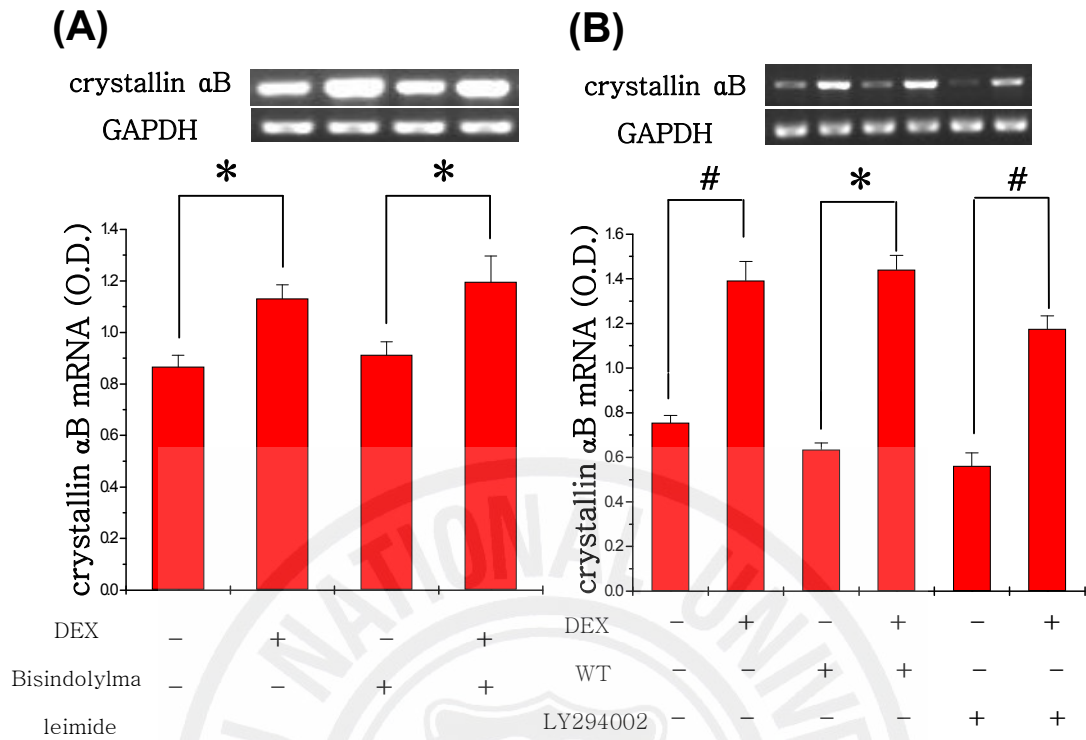 (A)
crystallin αB
GAPDH
* *
crystallin αB mRNA (O.D.)
1.4
1.2
1.0
0.8
0.6
0.4
0.2
0.0
DEX − + − +
Bisindolylma − − + +
leimide
(B)
crystallin αB
GAPDH
# * #
crystallin αB mRNA (O.D.)
1.6
1.4
1.2
1.0
0.8
0.6
0.4
0.2
0.0
DEX − + − + − +
WT − − + + − −
LY294002 − − − − + +
NATIONAL UNIV